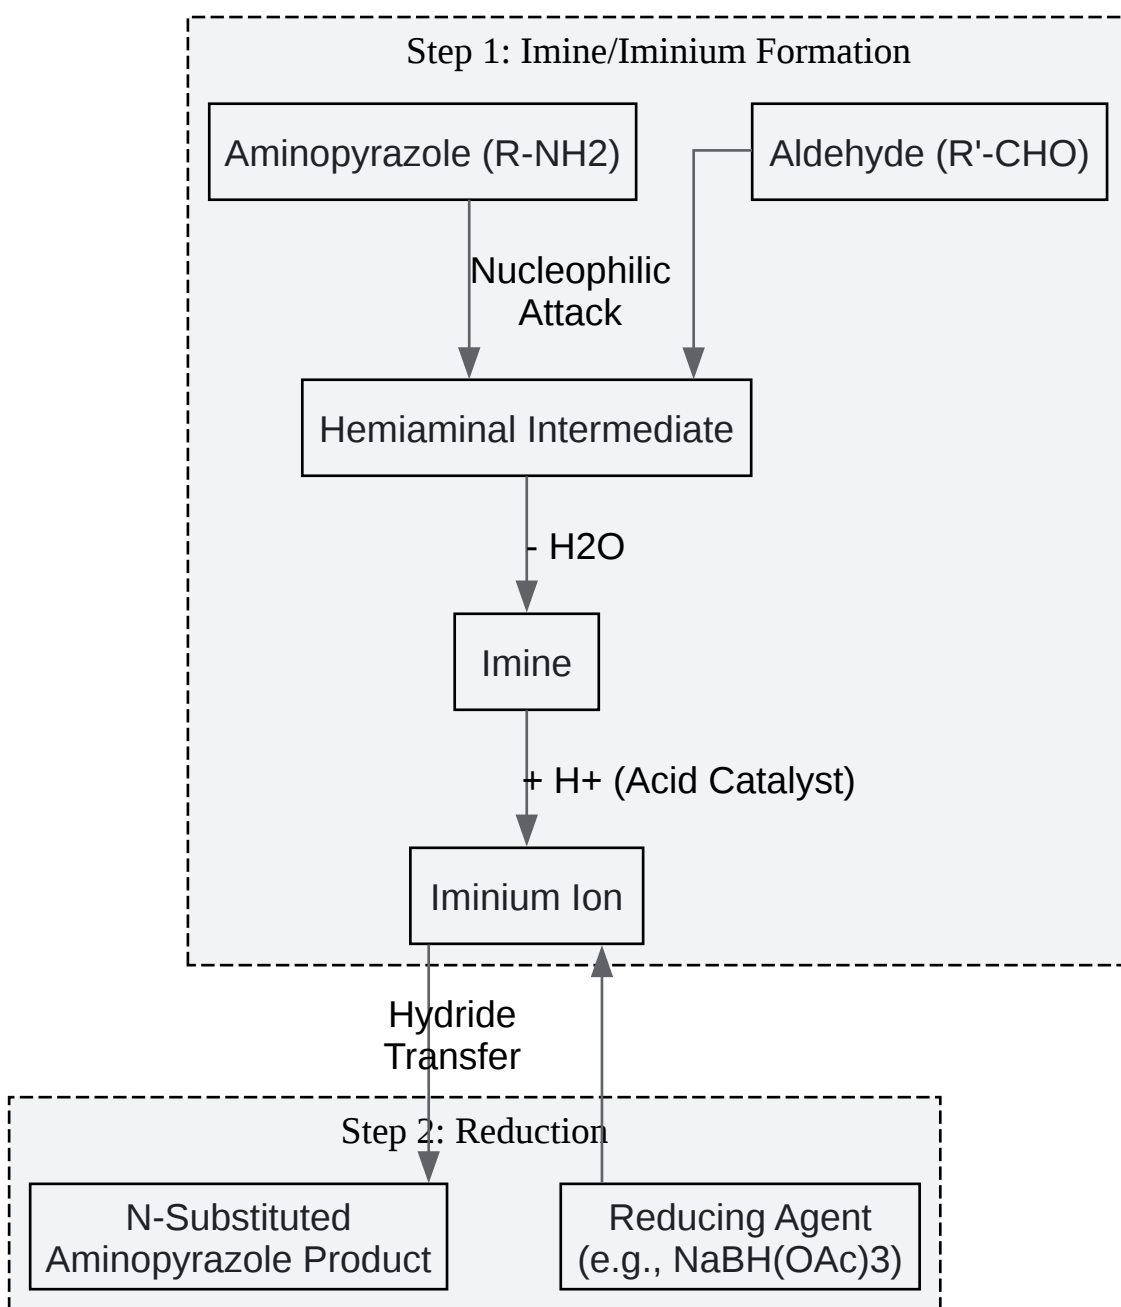 Step 1: Imine/Iminium Formation
Aminopyrazole (R-NH2)
Aldehyde (R'-CHO)
Nucleophilic
Attack
Hemiaminal Intermediate
- H2O
Imine
+ H+ (Acid Catalyst)
Iminium Ion
Hydride
Transfer
Step 2: Reduction
N-Substituted
Aminopyrazole Product
Reducing Agent
(e.g., NaBH(OAc)3)